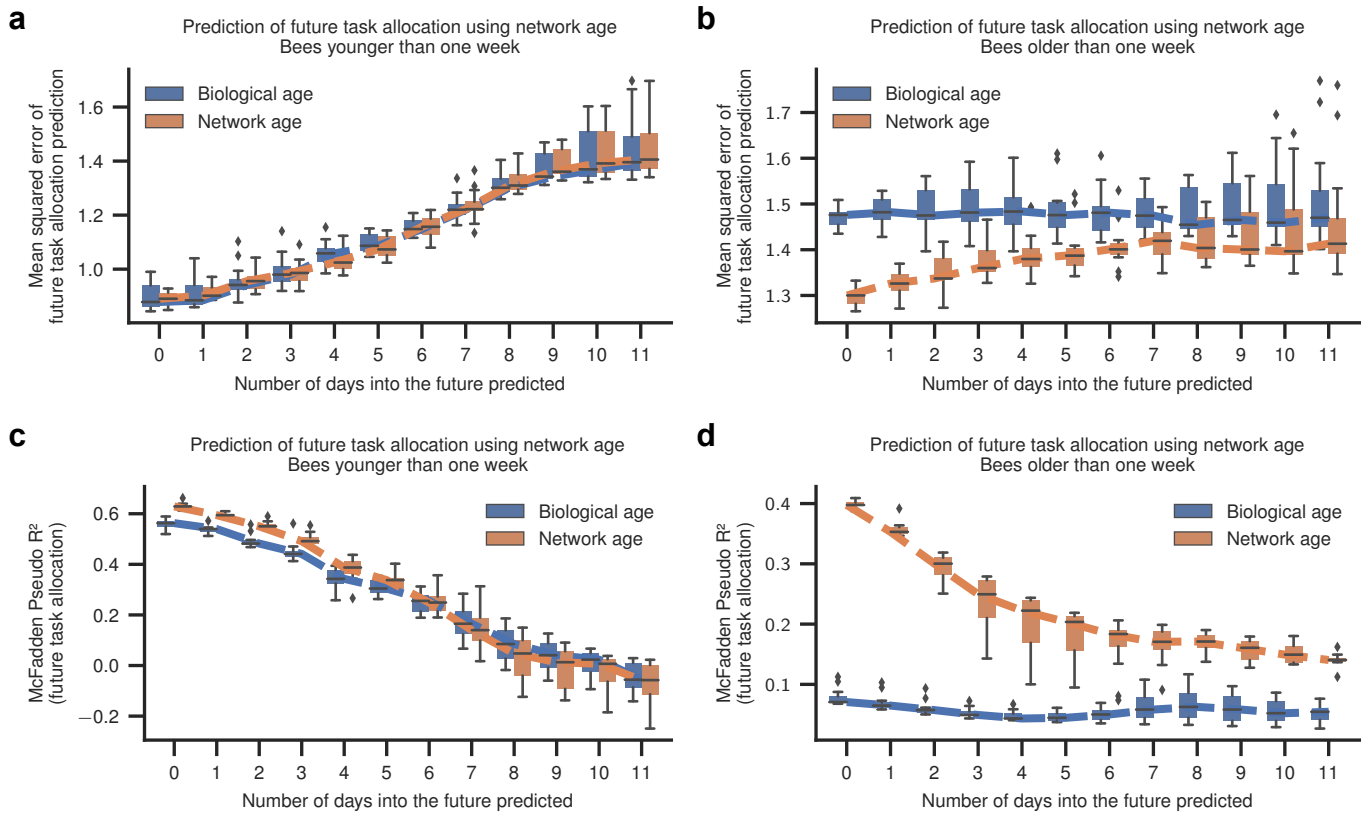 a
Prediction of future task allocation using network age
Bees younger than one week
Mean squared error of
future task allocation prediction
1.6
1.4
1.2
1.0
Biological age
Network age
0 1 2 3 4 5 6 7 8 9 10 11
Number of days into the future predicted
b
Prediction of future task allocation using network age
Bees older than one week
Mean squared error of
future task allocation prediction
1.7
1.6
1.5
1.4
1.3
Biological age
Network age
0 1 2 3 4 5 6 7 8 9 10 11
Number of days into the future predicted
c
Prediction of future task allocation using network age
Bees younger than one week
McFadden Pseudo R²
(future task allocation)
0.6
0.4
0.2
0.0
−0.2
Biological age
Network age
0 1 2 3 4 5 6 7 8 9 10 11
Number of days into the future predicted
d
Prediction of future task allocation using network age
Bees older than one week
McFadden Pseudo R²
(future task allocation)
0.4
0.3
0.2
0.1
Biological age
Network age
0 1 2 3 4 5 6 7 8 9 10 11
Number of days into the future predicted